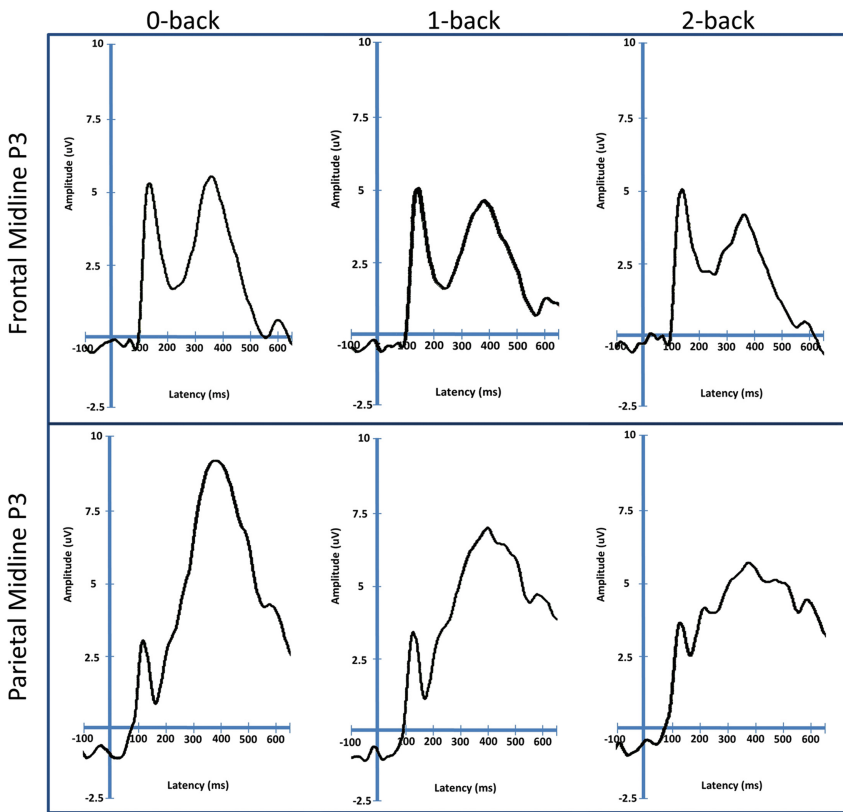 0-back 1-back 2-back
Frontal Midline P3
10 10 10
7.5 7.5 7.5
Amplitude (uV) Amplitude (uV) Amplitude (uV)
5 5 5
2.5 2.5 2.5
-100 100 200 300 400 500 600 -100 100 200 300 400 500 600 -100 100 200 300 400 500 600
Latency (ms) Latency (ms) Latency (ms)
-2.5 -2.5 -2.5
Parietal Midline P3
10 10 10
7.5 7.5 7.5
Amplitude (uV) Amplitude (uV) Amplitude (uV)
5 5 5
2.5 2.5 2.5
-100 100 200 300 400 500 600 -100 100 200 300 400 500 600 -100 100 200 300 400 500 600
Latency (ms) Latency (ms) Latency (ms)
-2.5 -2.5 -2.5